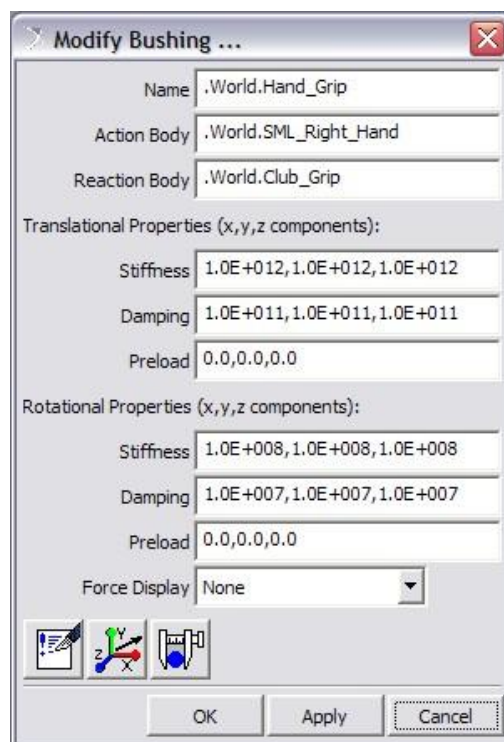 Modify Bushing ...
Name .World.Hand_Grip
Action Body .World.SML_Right_Hand
Reaction Body .World.Club_Grip
Translational Properties (x,y,z components):
Stiffness 1.0E+012,1.0E+012,1.0E+012
Damping 1.0E+011,1.0E+011,1.0E+011
Preload 0.0,0.0,0.0
Rotational Properties (x,y,z components):
Stiffness 1.0E+008,1.0E+008,1.0E+008
Damping 1.0E+007,1.0E+007,1.0E+007
Preload 0.0,0.0,0.0
Force Display None
Z Y X
OK Apply Cancel